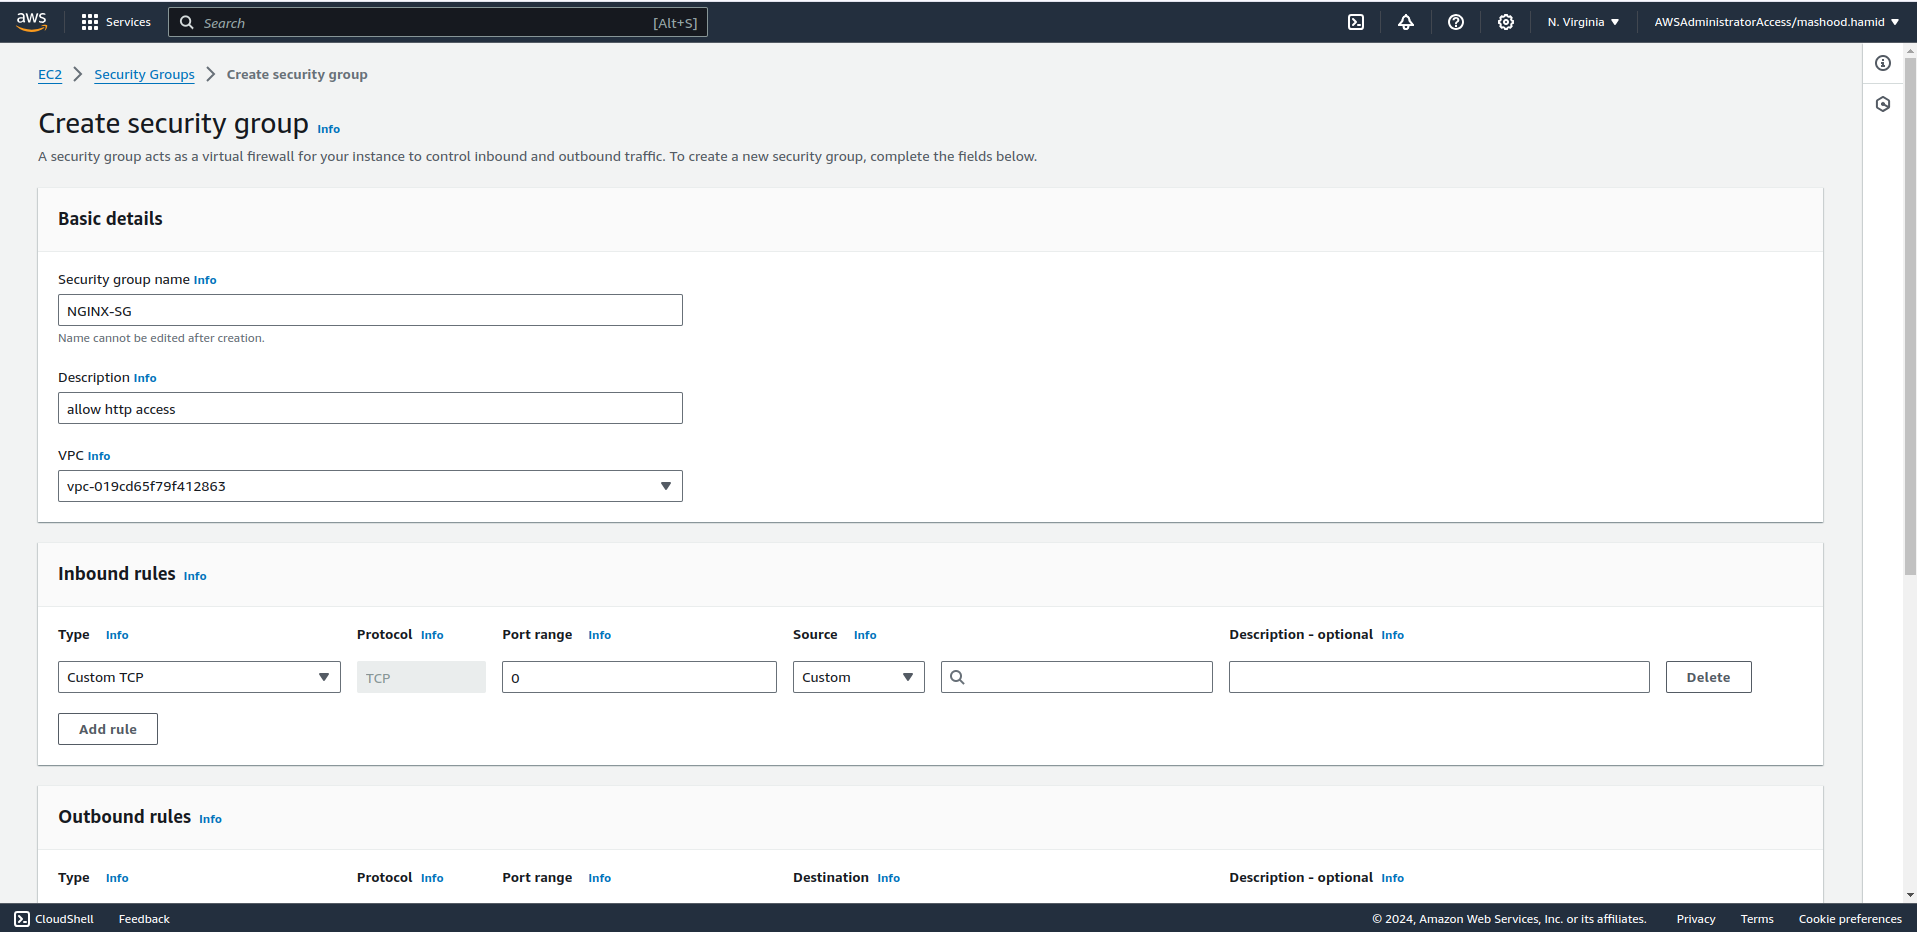 aws Services Search [Alt+S] N. Virginia AWSAdministratorAccess/mashood.hamid
EC2 Security Groups Create security group
Create security group Info
A security group acts as a virtual firewall for your instance to control inbound and outbound traffic. To create a new security group, complete the fields below.
Basic details
Security group name Info
NGINX-SG
Name cannot be edited after creation.
Description Info
allow http access
VPC Info
vpc-019cd65f79f412863
Inbound rules Info
Type Info Protocol Info Port range Info Source Info Description - optional Info
Custom TCP TCP 0 Custom Delete
Add rule
Outbound rules Info
Type Info Protocol Info Port range Info Destination Info Description - optional Info
CloudShell Feedback © 2024, Amazon Web Services, Inc. or its affiliates. Privacy Terms Cookie preferences